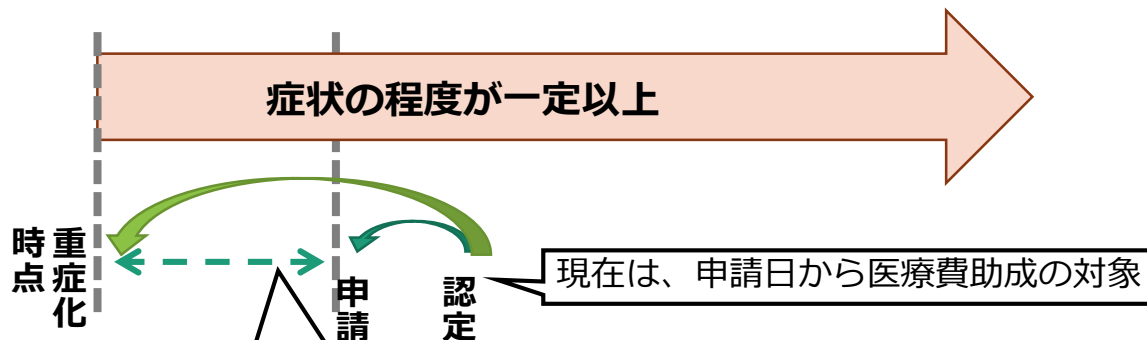 症状の程度が一定以上
重症化
時点
申請
認定
現在は、申請日から医療費助成の対象